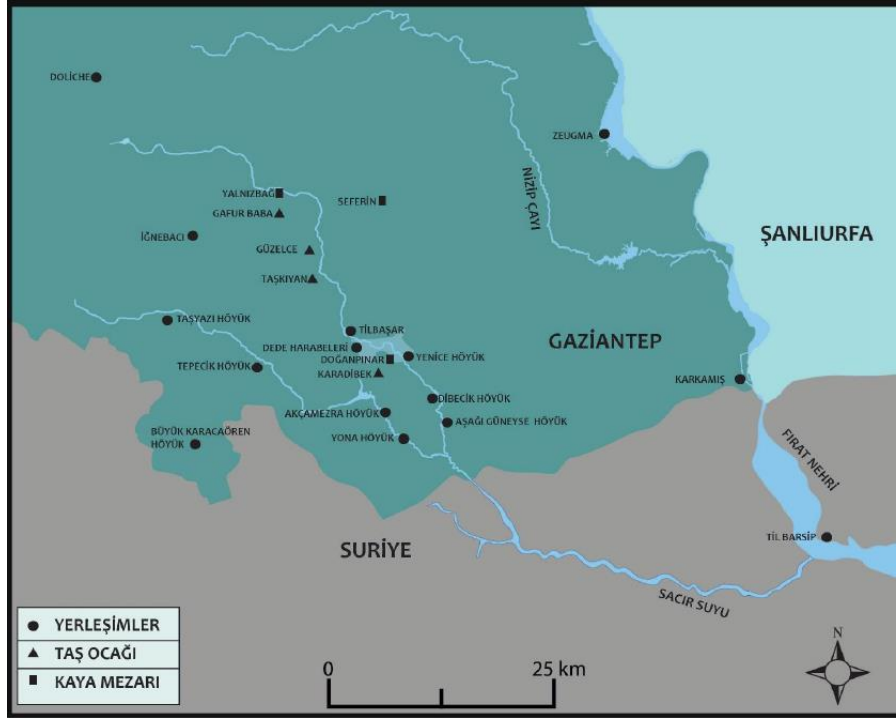 DOLİCHE
ZEUGMA
NİZİP ÇAYI
YALNIZBAĞ
SEFERİN
GAFUR BABA
ŞANLIURFA
İĞNEBACI
GÜZELCE
TAŞKIYAN
TAŞYAZI HÖYÜK
TİLBAŞAR
GAZİANTEP
DEDE HARABELERİ
DOĞANPINAR
YENİCE HÖYÜK
TEPECİK HÖYÜK
KARADİBEK
KARKAMIŞ
DİBECİK HÖYÜK
AKÇAMEZRA HÖYÜK
AŞAĞI GÜNEYSE HÖYÜK
BÜYÜK KARACAÖREN
HÖYÜK
YONA HÖYÜK
FIRAT NEHRİ
SURİYE
TİL BARSİP
SACIR SUYU
YERLEŞİMLER
TAŞ OCAĞI
KAYA MEZARI
0 25 km
N